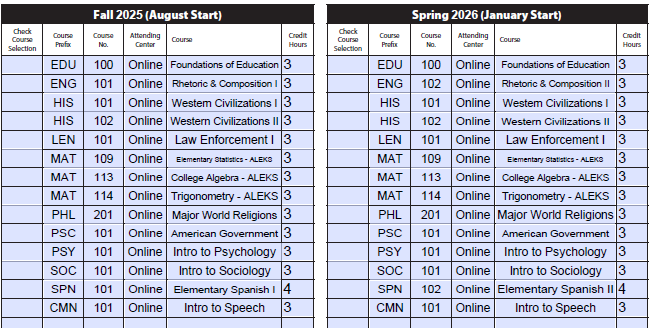 Fall 2025 (August Start)
Check Course Selection Course Prefix Course No. Attending Center Course Credit Hours
EDU 100 Online Foundations of Education 3
ENG 101 Online Rhetoric & Composition I 3
HIS 101 Online Western Civilizations I 3
HIS 102 Online Western Civilizations II 3
LEN 101 Online Law Enforcement I 3
MAT 109 Online Elementary Statistics - ALEKS 3
MAT 113 Online College Algebra - ALEKS 3
MAT 114 Online Trigonometry - ALEKS 3
PHL 201 Online Major World Religions 3
PSC 101 Online American Government 3
PSY 101 Online Intro to Psychology 3
SOC 101 Online Intro to Sociology 3
SPN 101 Online Elementary Spanish I 4
CMN 101 Online Intro to Speech 3
Spring 2026 (January Start)
Check Course Selection Course Prefix Course No. Attending Center Course Credit Hours
EDU 100 Online Foundations of Education 3
ENG 102 Online Rhetoric & Composition II 3
HIS 101 Online Western Civilizations I 3
HIS 102 Online Western Civilizations II 3
LEN 101 Online Law Enforcement I 3
MAT 109 Online Elementary Statistics - ALEKS 3
MAT 113 Online College Algebra - ALEKS 3
MAT 114 Online Trigonometry - ALEKS 3
PHL 201 Online Major World Religions 3
PSC 101 Online American Government 3
PSY 101 Online Intro to Psychology 3
SOC 101 Online Intro to Sociology 3
SPN 102 Online Elementary Spanish II 4
CMN 101 Online Intro to Speech 3